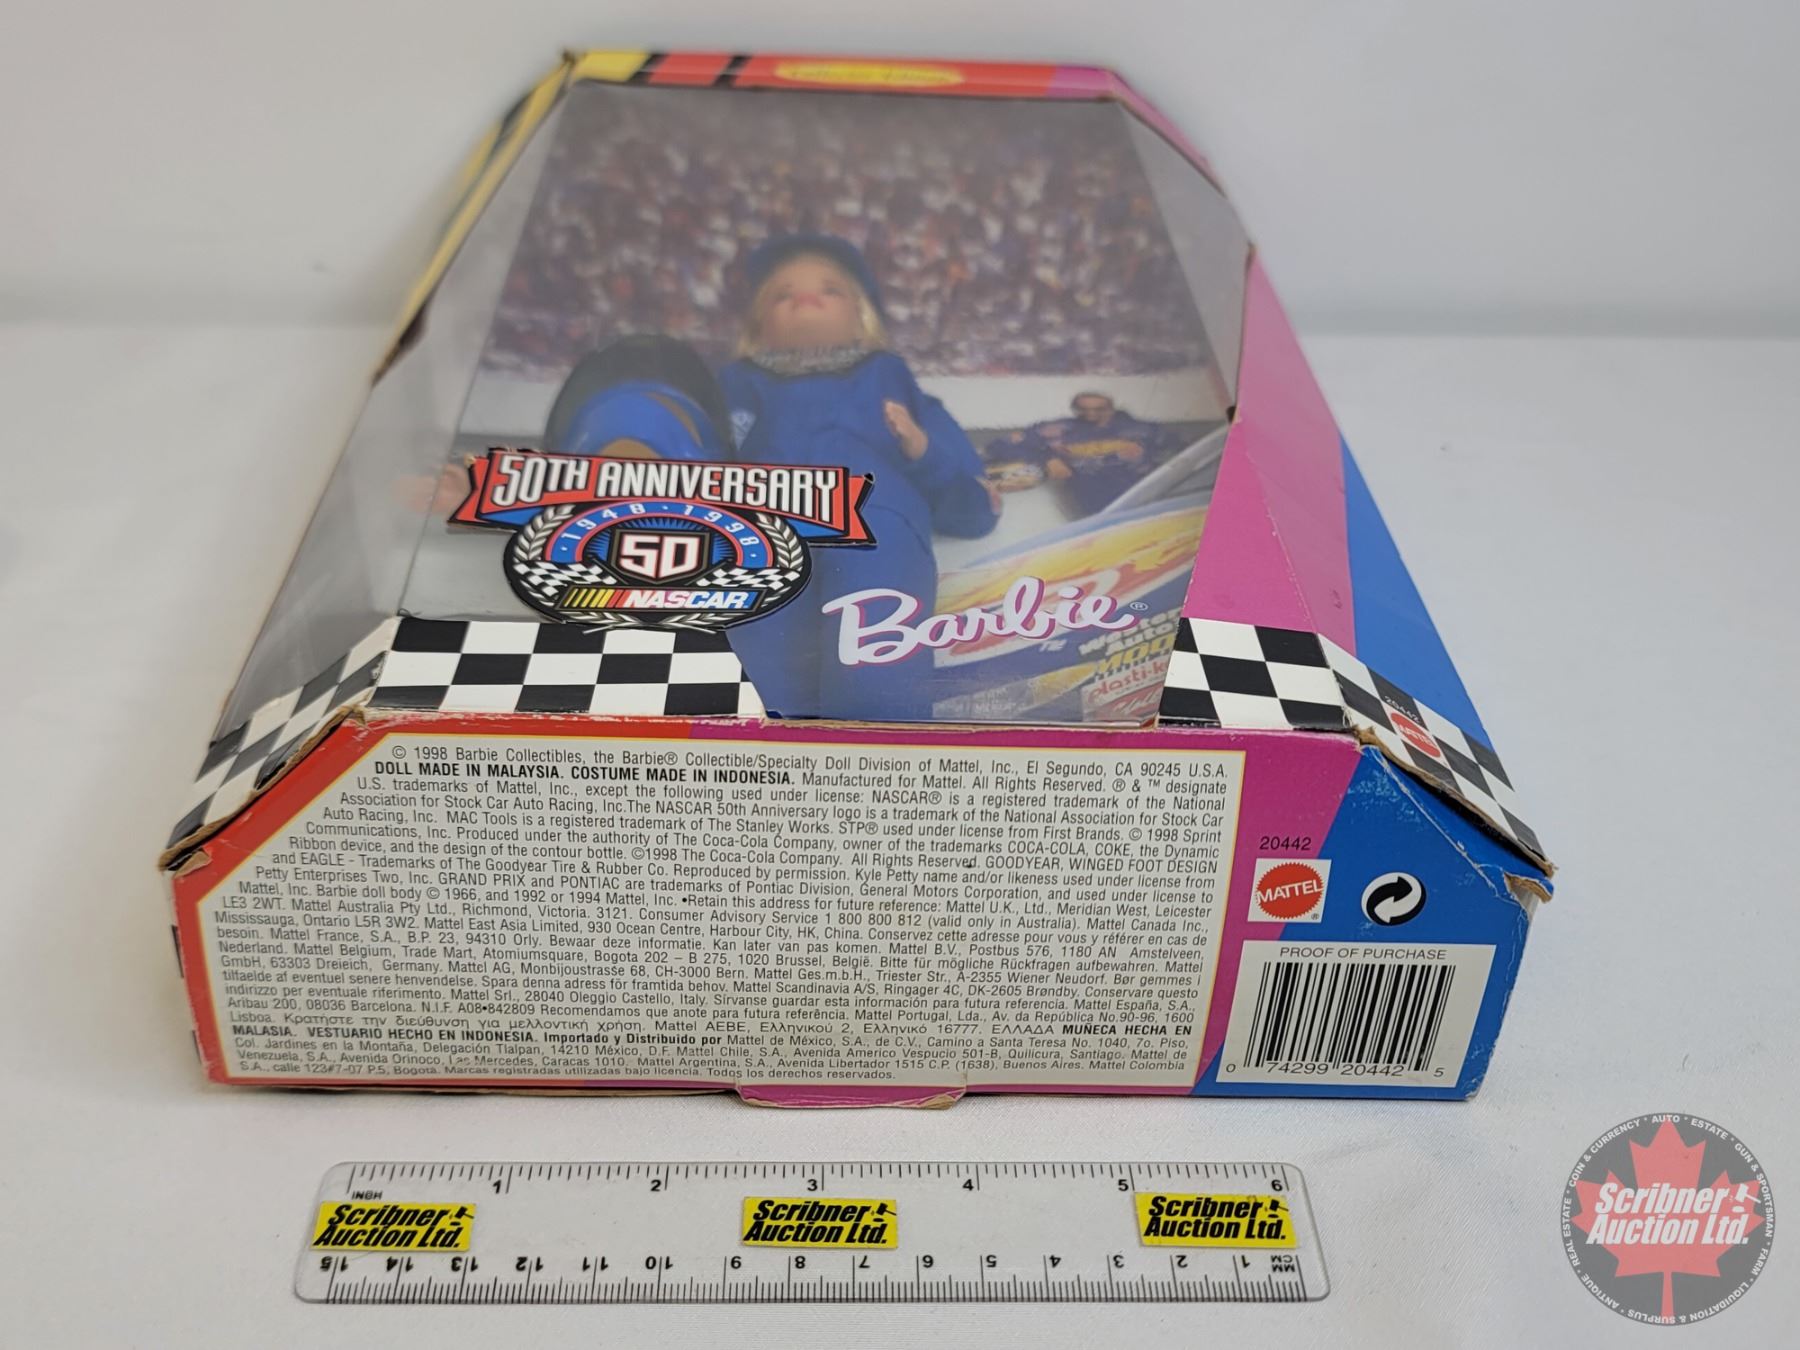 Collector Edition
50TH ANNIVERSARY
1948 · 1998
50
NASCAR
Barbie®
Western
Auto
plasti-k
20442
MATTEL
© 1998 Barbie Collectibles, the Barbie® Collectible/Specialty Doll Division of Mattel, Inc., El Segundo, CA 90245 U.S.A.
DOLL MADE IN MALAYSIA. COSTUME MADE IN INDONESIA. Manufactured for Mattel. All Rights Reserved. ® & ™ designate
U.S. trademarks of Mattel, Inc., except the following used under license: NASCAR® is a registered trademark of the National
Association for Stock Car Auto Racing, Inc.The NASCAR 50th Anniversary logo is a trademark of the National Association for Stock Car
Auto Racing, Inc. MAC Tools is a registered trademark of The Stanley Works. STP® used under license from First Brands. © 1998 Sprint
Communications, Inc. Produced under the authority of The Coca-Cola Company, owner of the trademarks COCA-COLA, COKE, the Dynamic
Ribbon device, and the design of the contour bottle. ©1998 The Coca-Cola Company. All Rights Reserved. GOODYEAR, WINGED FOOT DESIGN
and EAGLE - Trademarks of The Goodyear Tire & Rubber Co. Reproduced by permission. Kyle Petty name and/or likeness used under license from
Petty Enterprises Two, Inc. GRAND PRIX and PONTIAC are trademarks of Pontiac Division, General Motors Corporation, and used under license to
Mattel, Inc. Barbie doll body © 1966, and 1992 or 1994 Mattel, Inc. •Retain this address for future reference: Mattel U.K., Ltd., Meridian West, Leicester
LE3 2WT. Mattel Australia Pty Ltd., Richmond, Victoria. 3121. Consumer Advisory Service 1 800 800 812 (valid only in Australia). Mattel Canada Inc.,
Mississauga, Ontario L5R 3W2. Mattel East Asia Limited, 930 Ocean Centre, Harbour City, HK, China. Conservez cette adresse pour vous y référer en cas de
besoin. Mattel France, S.A., B.P. 23, 94310 Orly. Bewaar deze informatie. Kan later van pas komen. Mattel B.V., Postbus 576, 1180 AN Amstelveen,
Nederland. Mattel Belgium, Trade Mart, Atomiumsquare, Bogota 202 – B 275, 1020 Brussel, België. Bitte für mögliche Rückfragen aufbewahren. Mattel
GmbH, 63303 Dreieich, Germany. Mattel AG, Monbijoustrasse 68, CH-3000 Bern. Mattel Ges.m.b.H., Triester Str., A-2355 Wiener Neudorf. Bør gemmes i
tilfaelde af eventuel senere henvendelse. Spara denna adress för framtida behov. Mattel Scandinavia A/S, Ringager 4C, DK-2605 Brøndby. Conservare questo
indirizzo per eventuale riferimento. Mattel Srl., 28040 Oleggio Castello, Italy. Sírvanse guardar esta información para futura referencia. Mattel España, S.A.,
Aribau 200, 08036 Barcelona. N.I.F. A08•842809 Recomendamos que anote para futura referência. Mattel Portugal, Lda., Av. da República No.90-96, 1600
Lisboa. Κρατήστε την διεύθυνση για μελλοντική χρήση. Mattel AEBE, Ελληνικού 2, Ελληνικό 16777. ΕΛΛΑΔΑ MUÑECA HECHA EN
MALASIA. VESTUARIO HECHO EN INDONESIA. Importado y Distribuido por Mattel de México, S.A., de C.V., Camino a Santa Teresa No. 1040, 7o. Piso,
Col. Jardines en la Montaña, Delegación Tlalpan, 14210 México, D.F. Mattel Chile, S.A., Avenida Americo Vespucio 501-B, Quilicura, Santiago. Mattel de
Venezuela, S.A., Avenida Orinoco, Las Mercedes, Caracas 1010. Mattel Argentina, S.A., Avenida Libertador 1515 C.P. (1638), Buenos Aires. Mattel Colombia
S.A., calle 123#7-07 P.5, Bogota. Marcas registradas utilizadas bajo licencia. Todos los derechos reservados.
20442
MATTEL®
PROOF OF PURCHASE
0 74299 20442 5
INCH 1 2 3 4 5 6
Scribner Auction Ltd.
Scribner Auction Ltd.
Scribner Auction Ltd.
15 14 13 12 11 10 9 8 7 6 5 4 3 2 1 MM CM
Scribner
Auction Ltd.
ANTIQUE · REAL ESTATE · COIN & CURRENCY · AUTO · ESTATE · GUN & SPORTSMAN · FARM · LIQUIDATION & SURPLUS